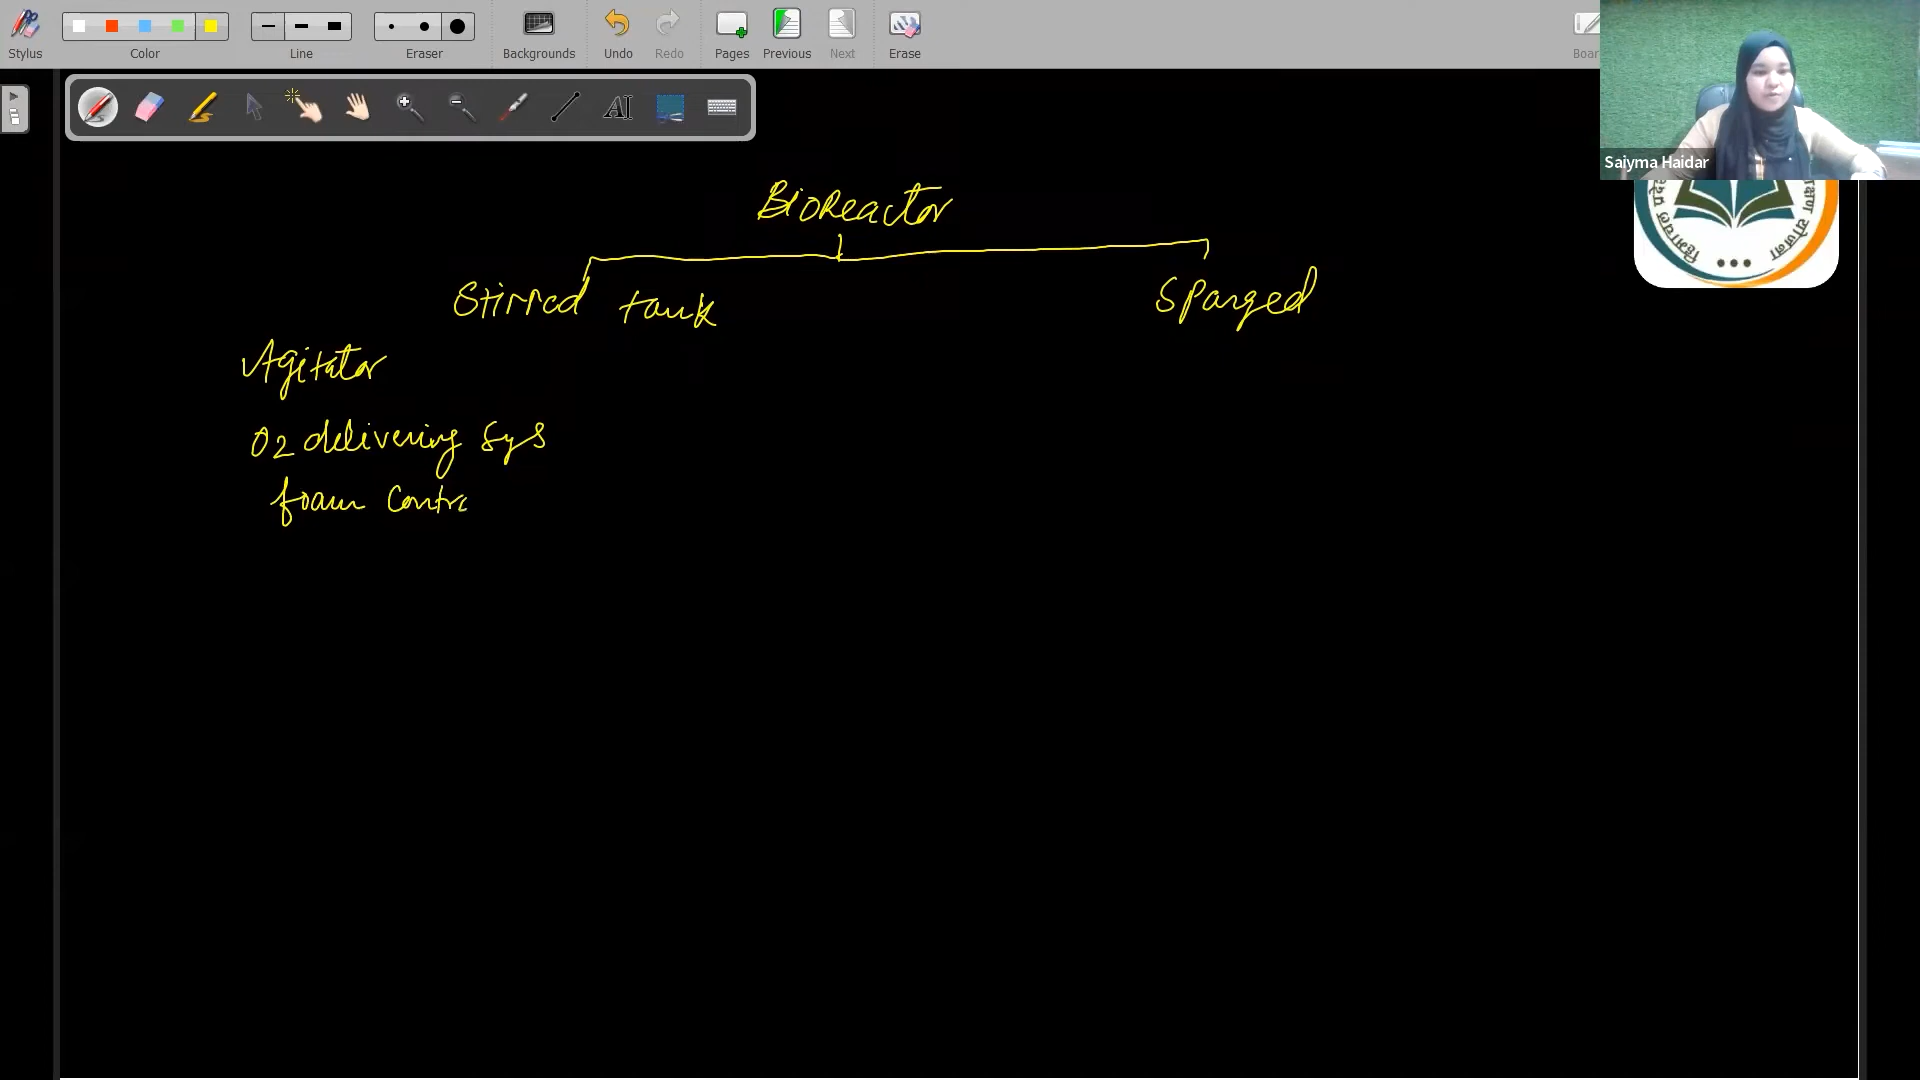 Stylus
Color
Line
Eraser
Backgrounds
Undo
Redo
Pages
Previous
Next
Erase
Boar
Saiyma Haidar
BioReactor
Stirred tank
Sparged
Agitator
O2 delivering Sys
foam Contro